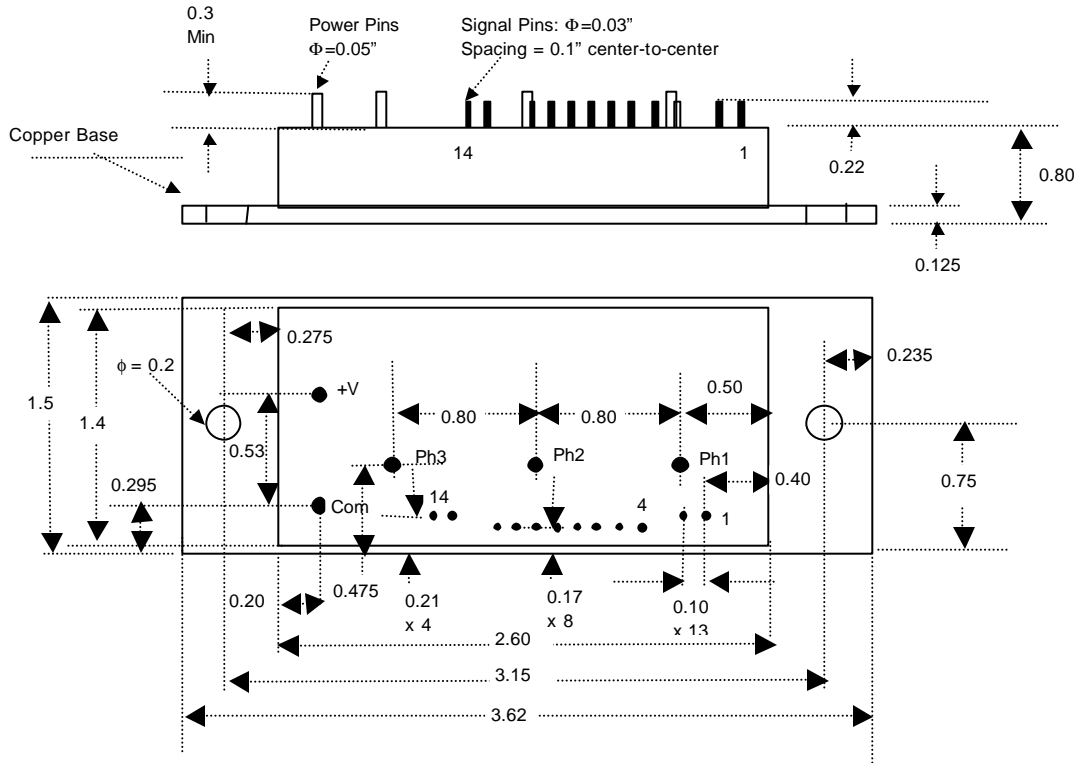 0.3
Min
Power Pins
Φ=0.05”
Signal Pins: Φ=0.03”
Spacing = 0.1” center-to-center
Copper Base
14
1
0.22
0.80
0.125
0.275
0.235
ϕ = 0.2
+V
0.50
1.5
1.4
0.80
0.80
0.53
Ph3
Ph2
Ph1
0.40
0.75
0.295
Com
14
4
1
0.20
0.475
0.21
x 4
0.17
x 8
0.10
x 13
2.60
3.15
3.62